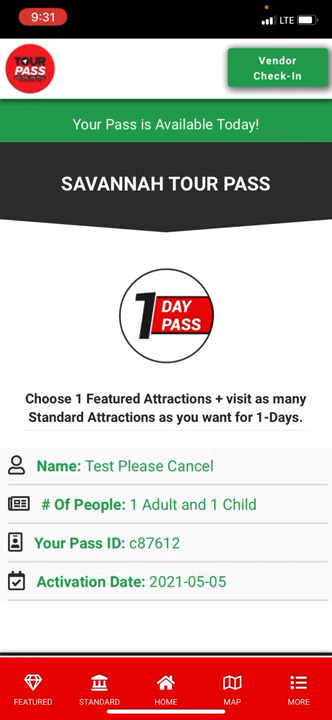 9:31
LTE
TOUR
PASS
Vendor
Check-In
Your Pass is Available Today!
SAVANNAH TOUR PASS
1 DAY
PASS
Choose 1 Featured Attractions + visit as many
Standard Attractions as you want for 1-Days.
Name: Test Please Cancel
# Of People: 1 Adult and 1 Child
Your Pass ID: c87612
Activation Date: 2021-05-05
FEATURED
STANDARD
HOME
MAP
MORE